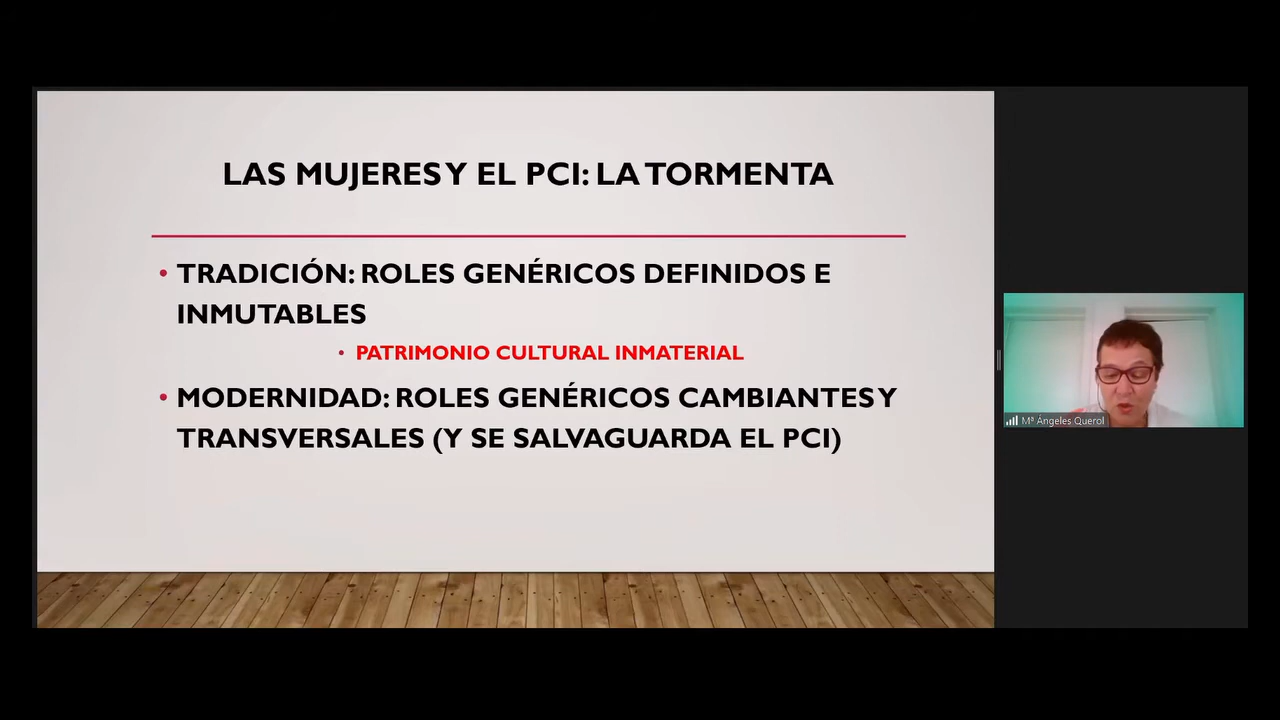 LAS MUJERES Y EL PCI: LA TORMENTA
• TRADICIÓN: ROLES GENÉRICOS DEFINIDOS E
INMUTABLES
• PATRIMONIO CULTURAL INMATERIAL
• MODERNIDAD: ROLES GENÉRICOS CAMBIANTES Y
TRANSVERSALES (Y SE SALVAGUARDA EL PCI)
Mª Ángeles Querol